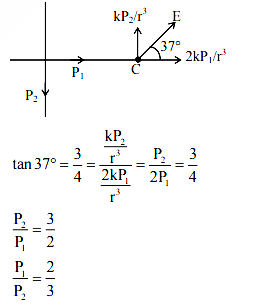 kP₂/r³
E
37°
2kP₁/r³
P₁
C
P₂
tan 37° = 3/4 = (kP₂/r³)/(2kP₁/r³) = P₂/2P₁ = 3/4
P₂/P₁ = 3/2
P₁/P₂ = 2/3